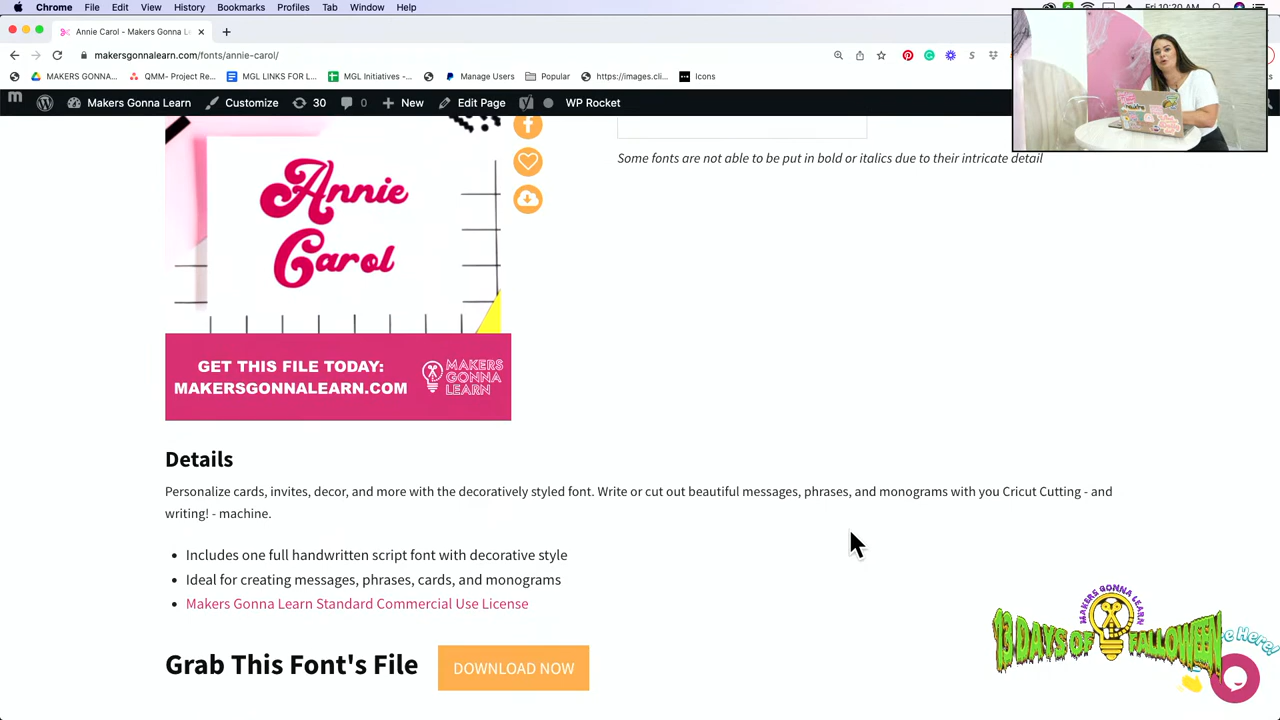 Chrome File Edit View History Bookmarks Profiles Tab Window Help
Fri 10:20 AM
Annie Carol - Makers Gonna L
makersgonnalearn.com/fonts/annie-carol/
MAKERS GONNA... QMM- Project Re... MGL LINKS FOR L... MGL Initiatives -... Manage Users Popular https://images.cli... Icons
Makers Gonna Learn Customize 30 0 New Edit Page WP Rocket
Some fonts are not able to be put in bold or italics due to their intricate detail
Annie
Carol
GET THIS FILE TODAY:
MAKERSGONNALEARN.COM
MAKERS
GONNA
LEARN
Details
Personalize cards, invites, decor, and more with the decoratively styled font. Write or cut out beautiful messages, phrases, and monograms with you Cricut Cutting - and
writing! - machine.
• Includes one full handwritten script font with decorative style
• Ideal for creating messages, phrases, cards, and monograms
• Makers Gonna Learn Standard Commercial Use License
MAKERS GONNA LEARN
13 DAYS OF FALLOWEEN
e Here!
Grab This Font's File DOWNLOAD NOW